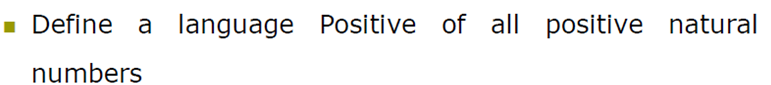 Define a language Positive of all positive natural
numbers